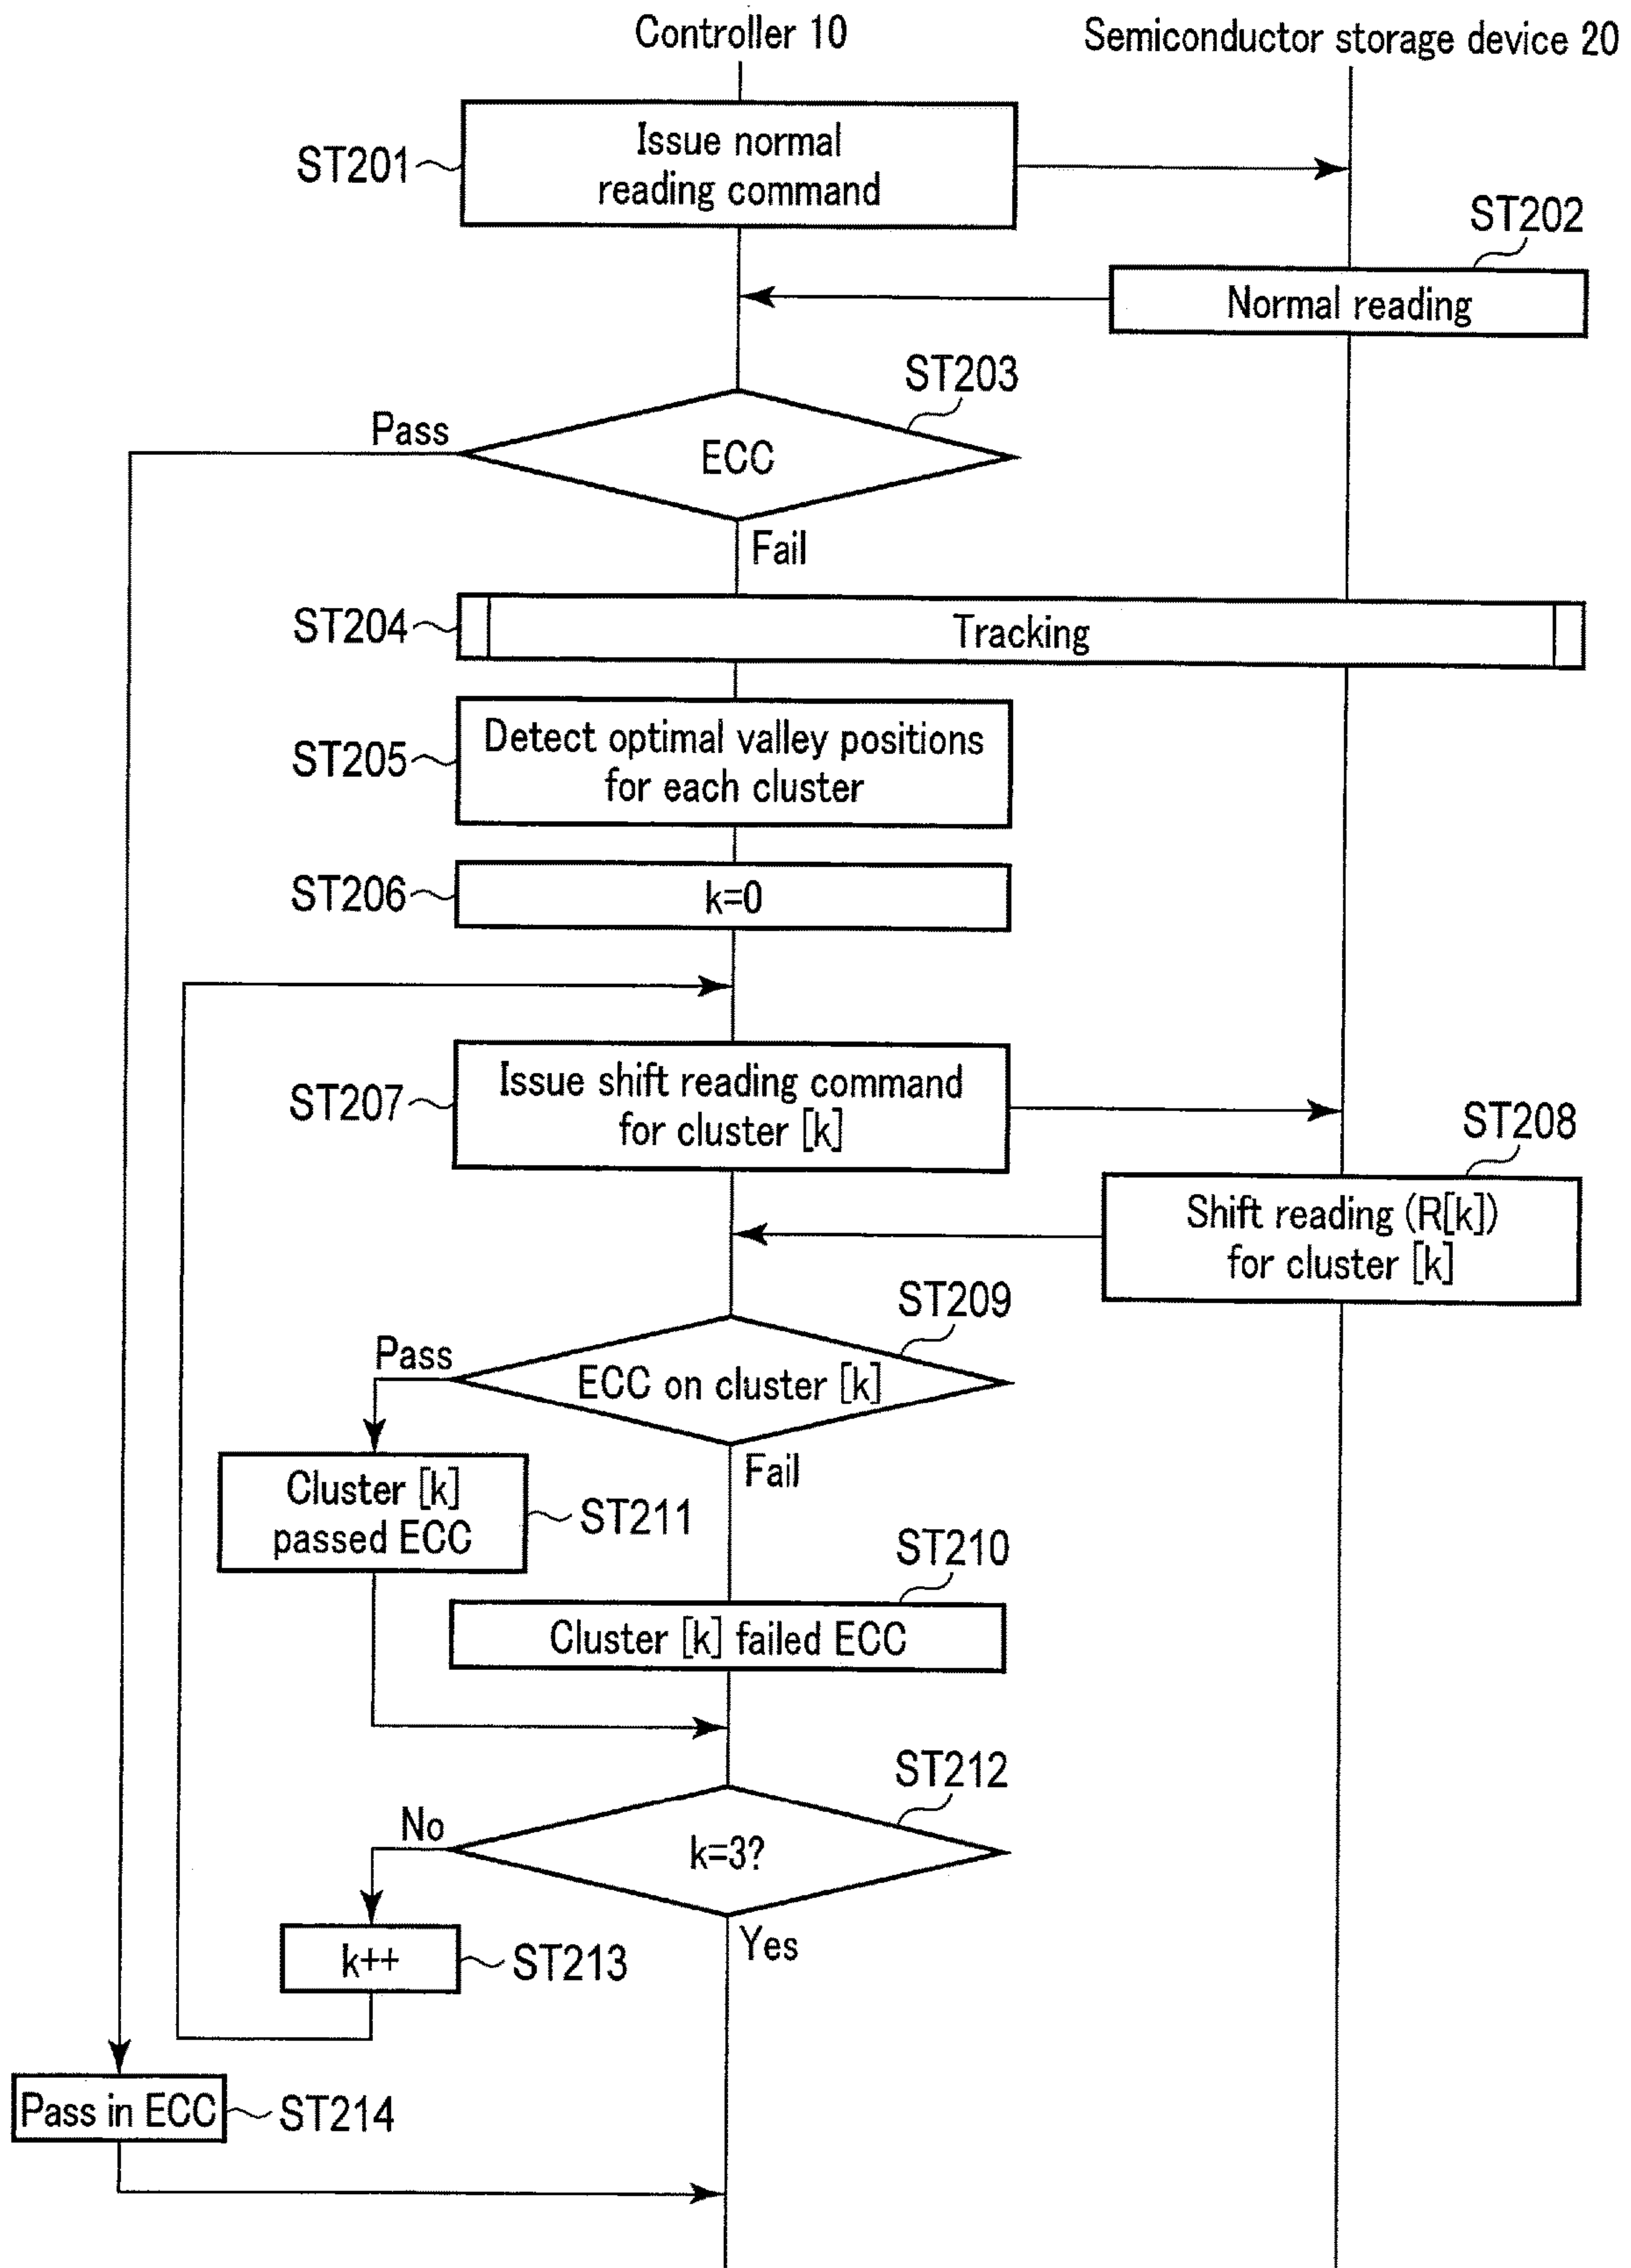 Controller 10
Semiconductor storage device 20
Issue normal
reading command
ST201
ST202
Normal reading
ST203
Pass
ECC
Fail
ST204
Tracking
ST205
Detect optimal valley positions
for each cluster
ST206
k=0
ST207
Issue shift reading command
for cluster [k]
ST208
Shift reading (R[k])
for cluster [k]
ST209
Pass
ECC on cluster [k]
Fail
Cluster [k]
passed ECC
ST211
ST210
Cluster [k] failed ECC
ST212
No
k=3?
Yes
k++
ST213
Pass in ECC
ST214